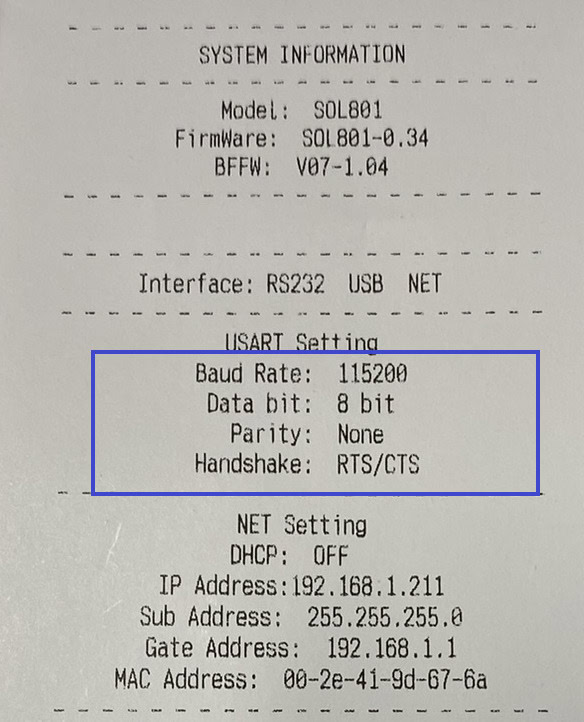 SYSTEM INFORMATION
Model: SOL801
FirmWare: SOL801-0.34
BFFW: V07-1.04
Interface: RS232 USB NET
USART Setting
Baud Rate: 115200
Data bit: 8 bit
Parity: None
Handshake: RTS/CTS
NET Setting
DHCP: OFF
IP Address:192.168.1.211
Sub Address: 255.255.255.0
Gate Address: 192.168.1.1
MAC Address: 00-2e-41-9d-67-6a